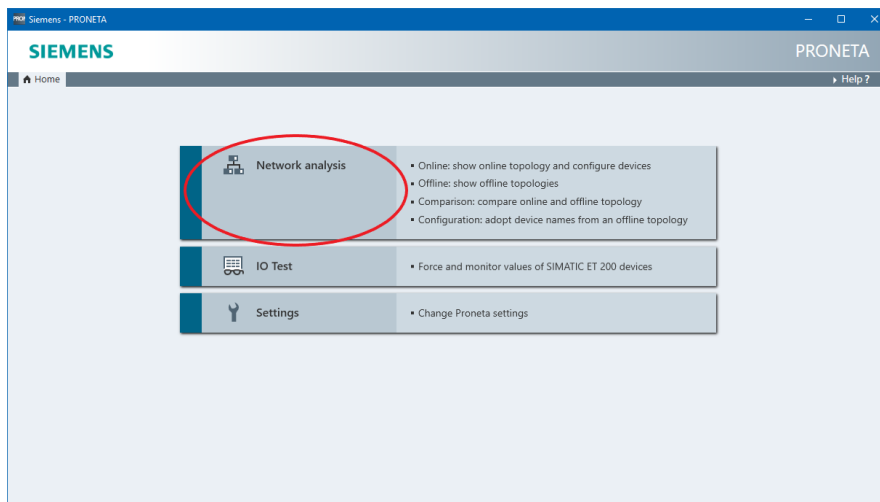 Siemens - PRONETA
SIEMENS
PRONETA
Home
Help ?
Network analysis
▪ Online: show online topology and configure devices
▪ Offline: show offline topologies
▪ Comparison: compare online and offline topology
▪ Configuration: adopt device names from an offline topology
IO Test
▪ Force and monitor values of SIMATIC ET 200 devices
Settings
▪ Change Proneta settings